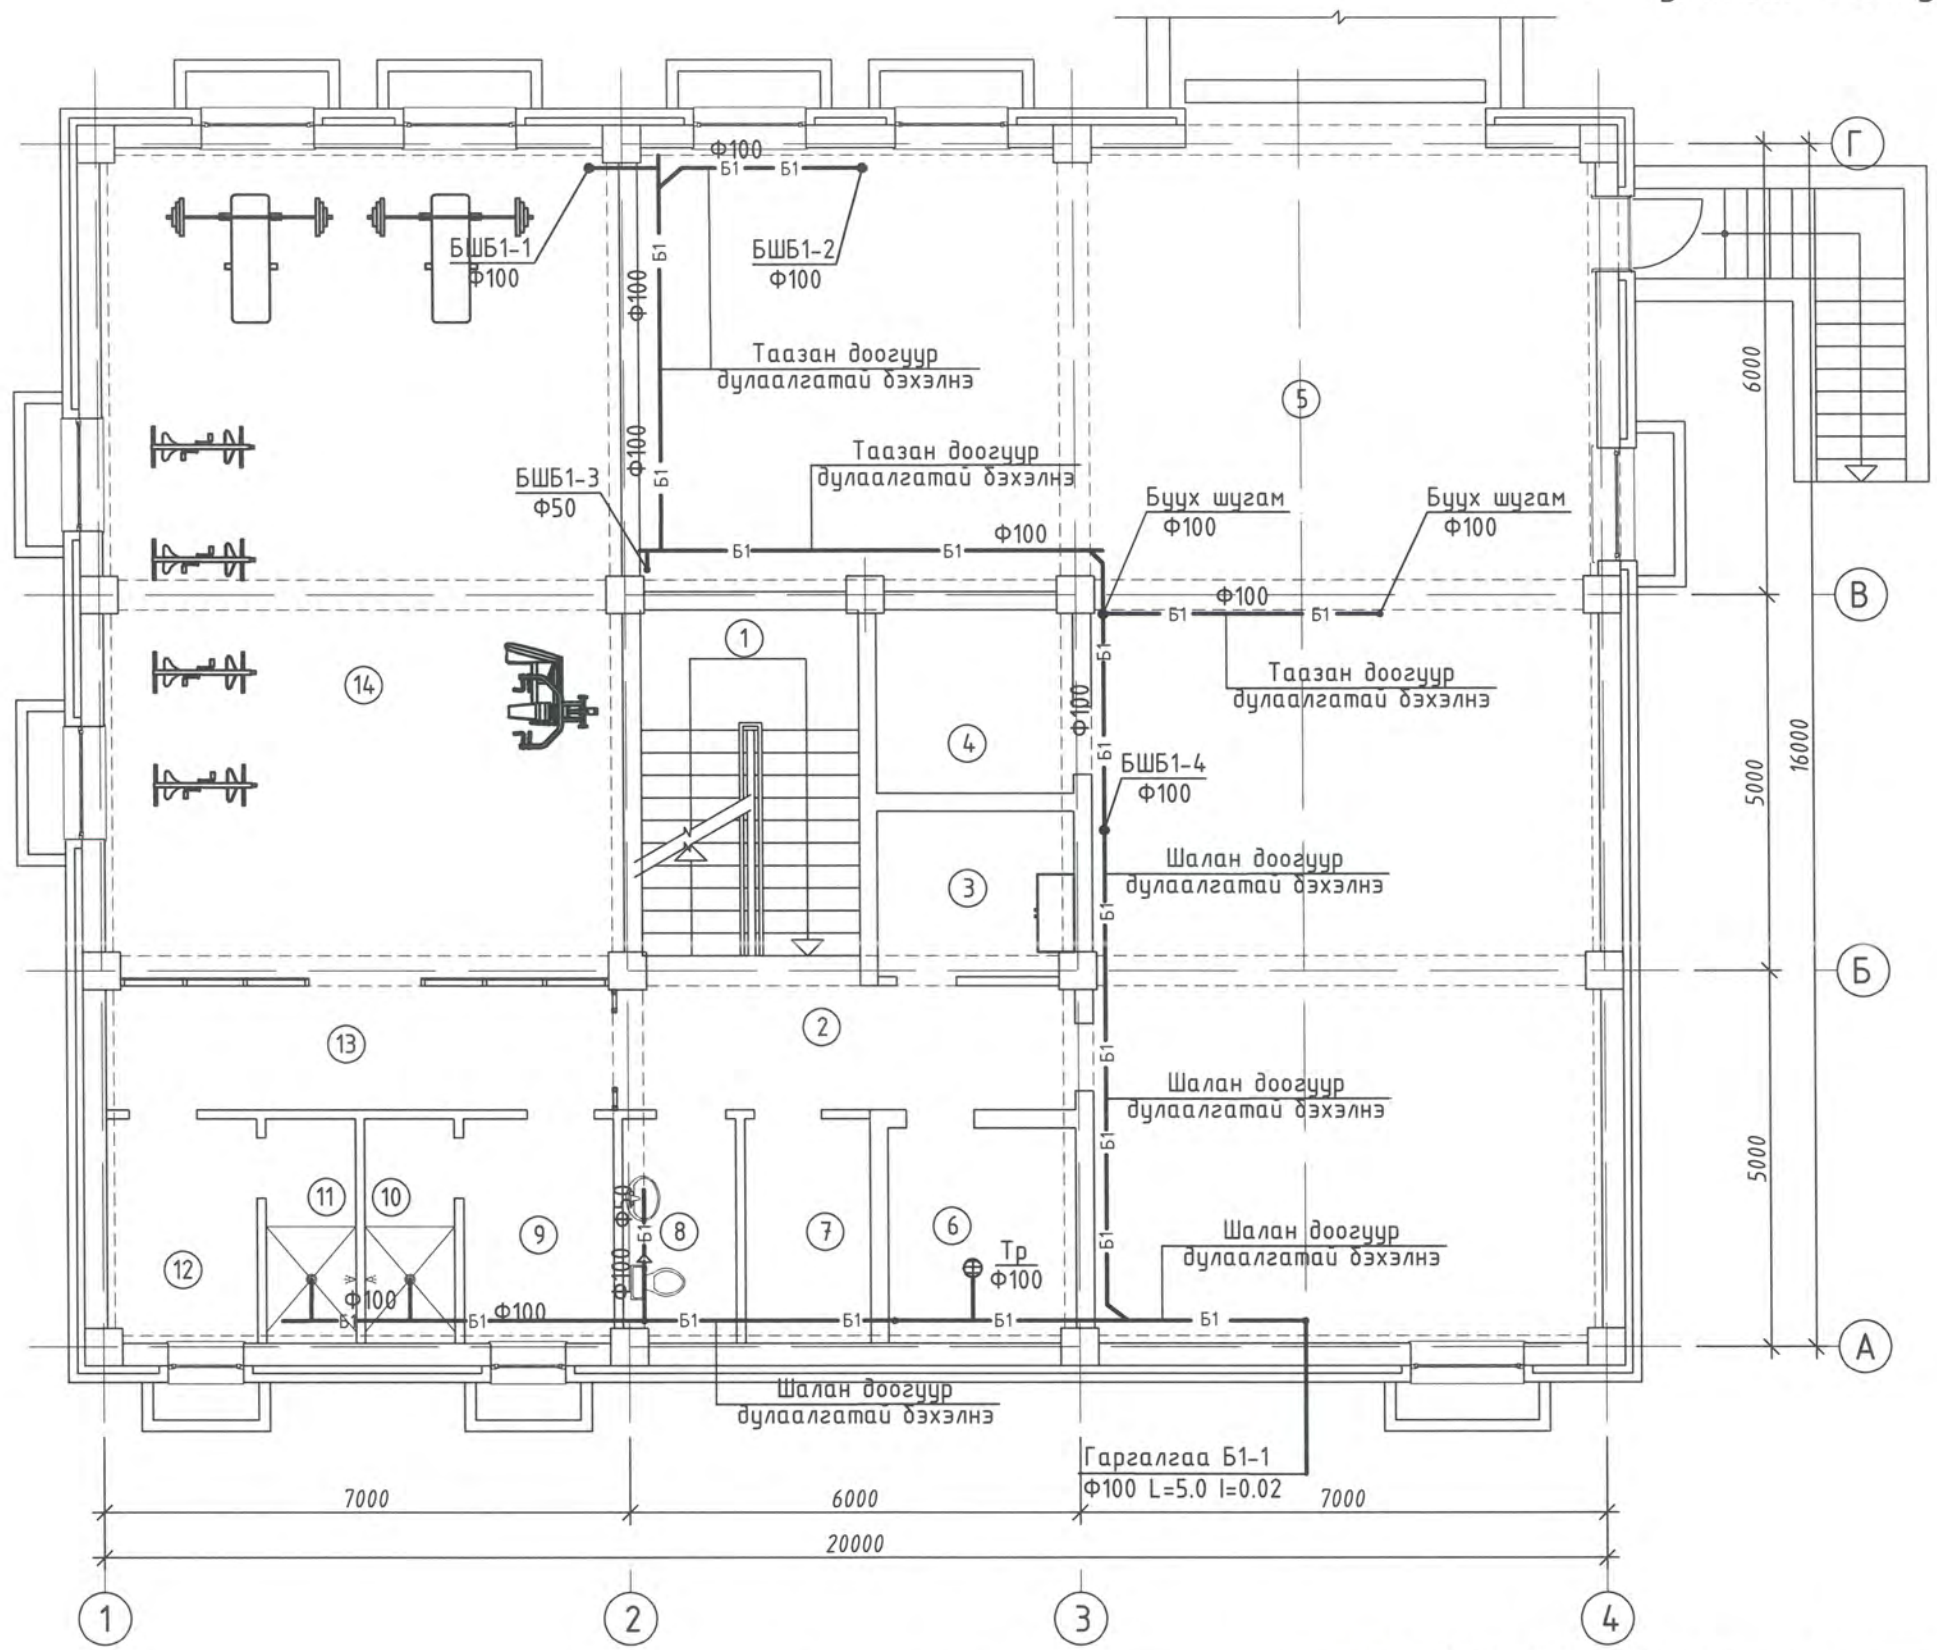 Г
Ф100
Б1
Б1
БШБ1-1
Ф100
Б1
Ф100
БШБ1-2
Ф100
Таазан доогуур
дулаалгатай бэхэлнэ
5
6000
Ф100
Б1
Таазан доогуур
дулаалгатай бэхэлнэ
БШБ1-3
Ф50
Буух шугам
Ф100
Буух шугам
Ф100
Б1
Б1
Ф100
В
Ф100
Б1
Б1
1
Б1
14
Таазан доогуур
дулаалгатай бэхэлнэ
Ф100
4
Б1
16000
5000
БШБ1-4
Ф100
Шалан доогуур
дулаалгатай бэхэлнэ
3
Б1
Б
2
13
Б1
Шалан доогуур
дулаалгатай бэхэлнэ
Б1
5000
11
10
Ф50
Б1
8
7
6
9
12
Б1
Шалан доогуур
дулаалгатай бэхэлнэ
Тр
Ф100
Ф100
Ф100
Б1
Б1
Ф100
Б1
Б1
Б1
Б1
А
Шалан доогуур
дулаалгатай бэхэлнэ
Гаргалгаа Б1-1
Ф100 L=5.0 I=0.02
7000
6000
7000
20000
1
2
3
4